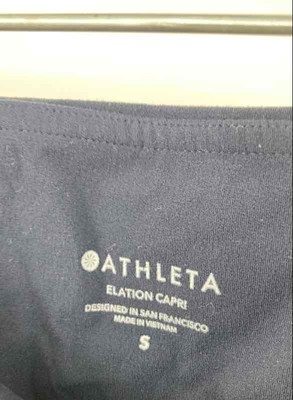 ATHLETA
ELATION CAPRI
DESIGNED IN SAN FRANCISCO
MADE IN VIETNAM
S